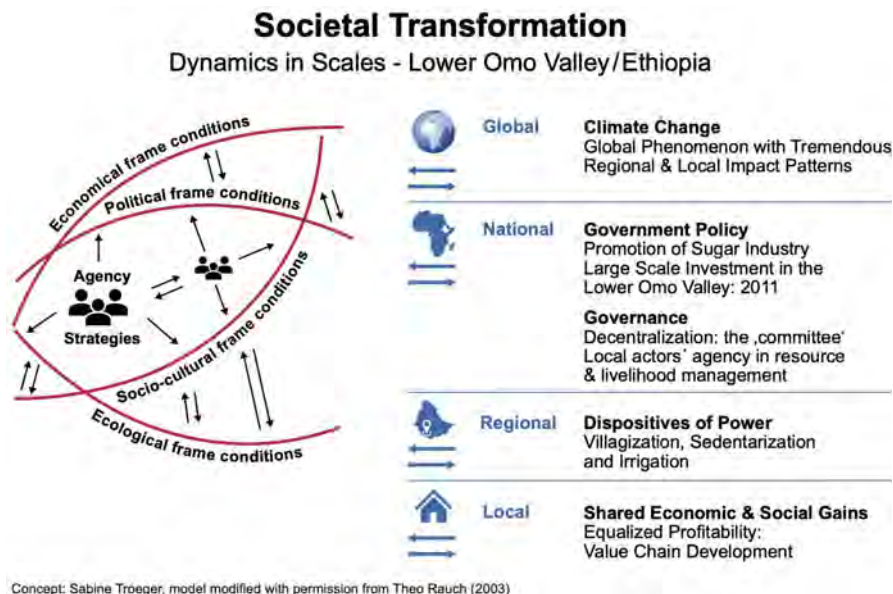 Societal Transformation
Dynamics in Scales - Lower Omo Valley/Ethiopia
Economical frame conditions
Political frame conditions
Agency
Strategies
Socio-cultural frame conditions
Ecological frame conditions
Global
Climate Change
Global Phenomenon with Tremendous
Regional & Local Impact Patterns
National
Government Policy
Promotion of Sugar Industry
Large Scale Investment in the
Lower Omo Valley: 2011
Governance
Decentralization: the ‚committee‘
Local actors´ agency in resource
& livelihood management
Regional
Dispositives of Power
Villagization, Sedentarization
and Irrigation
Local
Shared Economic & Social Gains
Equalized Profitability:
Value Chain Development
Concept: Sabine Troeger, model modified with permission from Theo Rauch (2003)